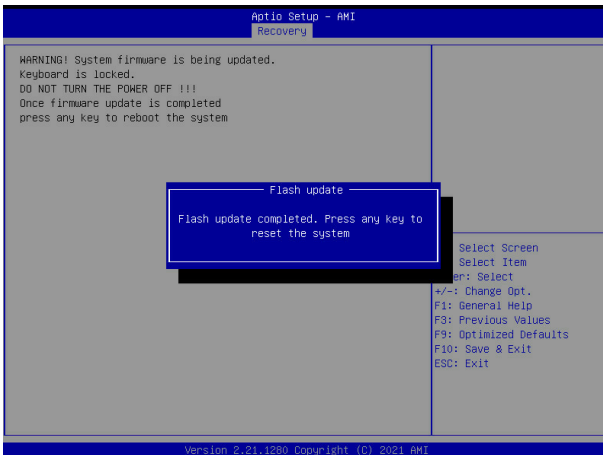 Aptio Setup - AMI
Recovery
WARNING! System firmware is being updated.
Keyboard is locked.
DO NOT TURN THE POWER OFF !!!
Once firmware update is completed
press any key to reboot the system
Flash update
Flash update completed. Press any key to
reset the system
Select Screen
Select Item
er: Select
+/-: Change Opt.
F1: General Help
F3: Previous Values
F9: Optimized Defaults
F10: Save & Exit
ESC: Exit
Version 2.21.1280 Copyright (C) 2021 AMI